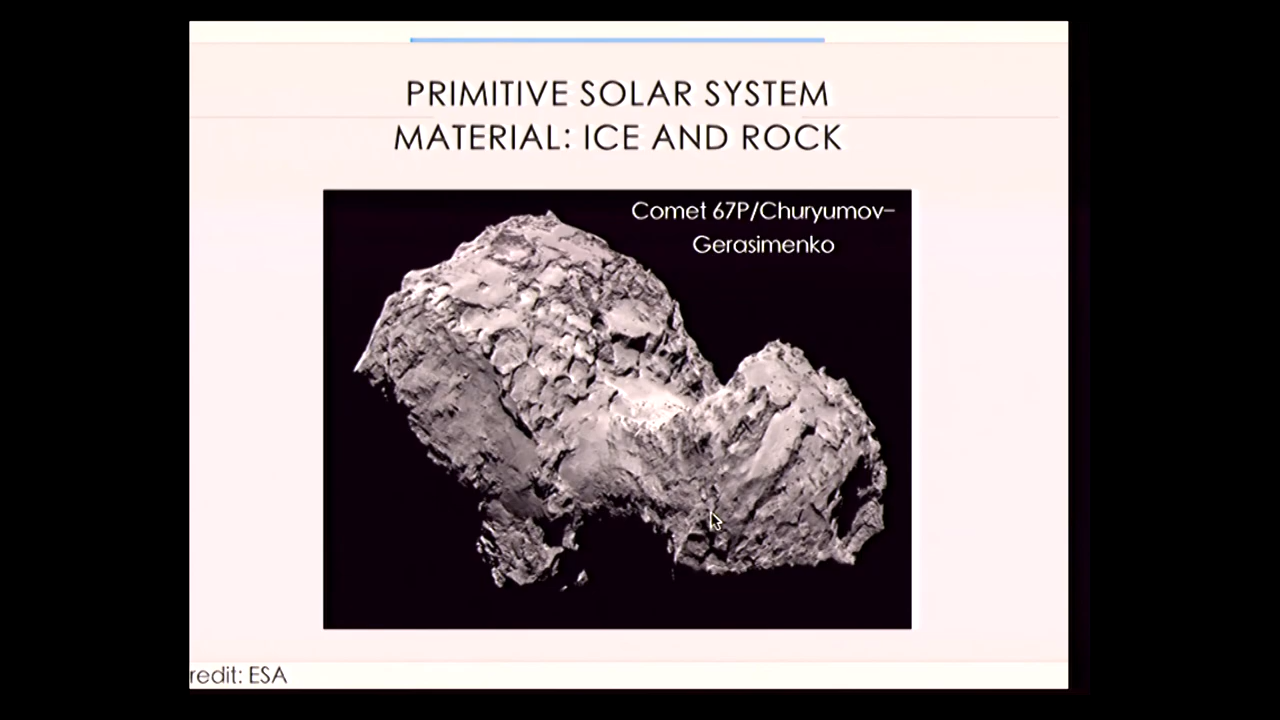 PRIMITIVE SOLAR SYSTEM
MATERIAL: ICE AND ROCK
Comet 67P/Churyumov–
Gerasimenko
redit: ESA